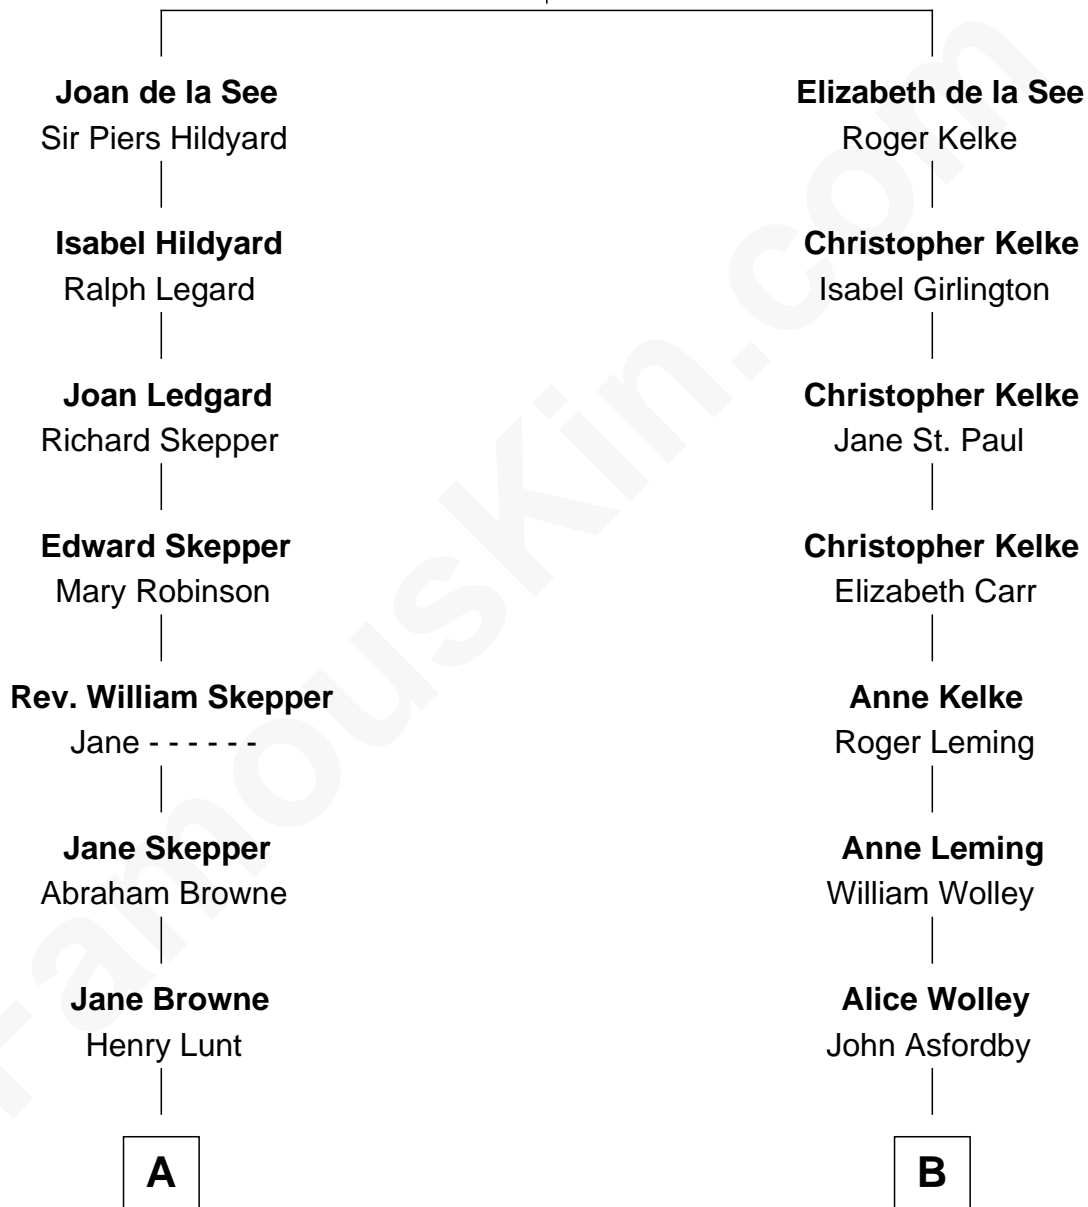 Joan de la See
Sir Piers Hildyard
Isabel Hildyard
Ralph Legard
Joan Ledgard
Richard Skepper
Edward Skepper
Mary Robinson
Rev. William Skepper
Jane - - - - - -
Jane Skepper
Abraham Browne
Jane Browne
Henry Lunt
A
Elizabeth de la See
Roger Kelke
Christopher Kelke
Isabel Girlington
Christopher Kelke
Jane St. Paul
Christopher Kelke
Elizabeth Carr
Anne Kelke
Roger Leming
Anne Leming
William Wolley
Alice Wolley
John Asfordby
B
FamousKin.com